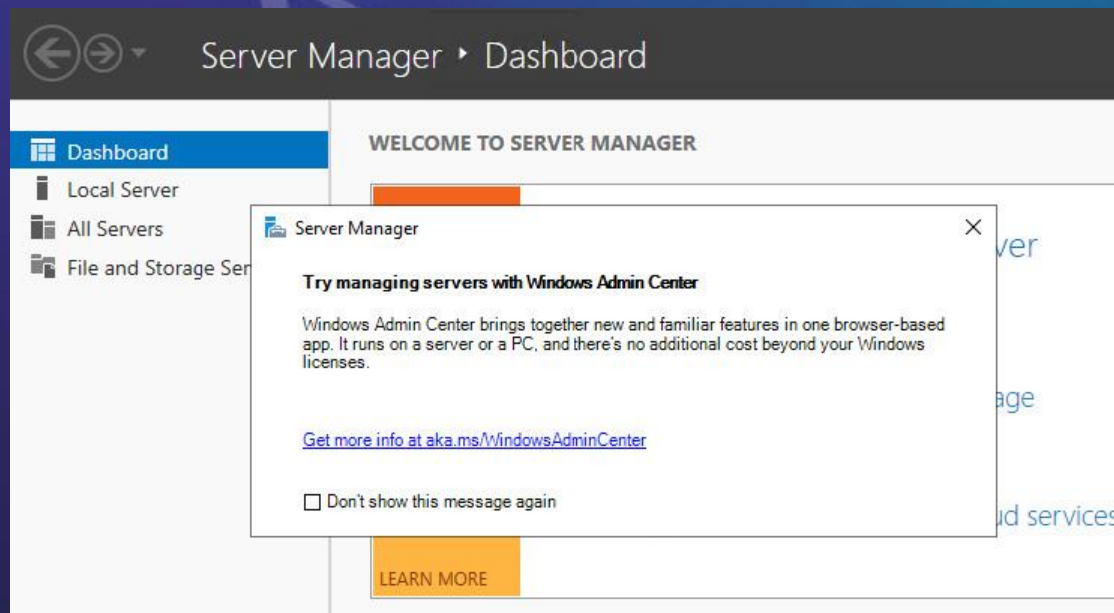 Server Manager ‣ Dashboard
WELCOME TO SERVER MANAGER
Dashboard
Local Server
All Servers
File and Storage Ser
Server Manager
Try managing servers with Windows Admin Center
Windows Admin Center brings together new and familiar features in one browser-based
app. It runs on a server or a PC, and there's no additional cost beyond your Windows
licenses.
Get more info at aka.ms/WindowsAdminCenter
Don't show this message again
ver
age
ud services
LEARN MORE